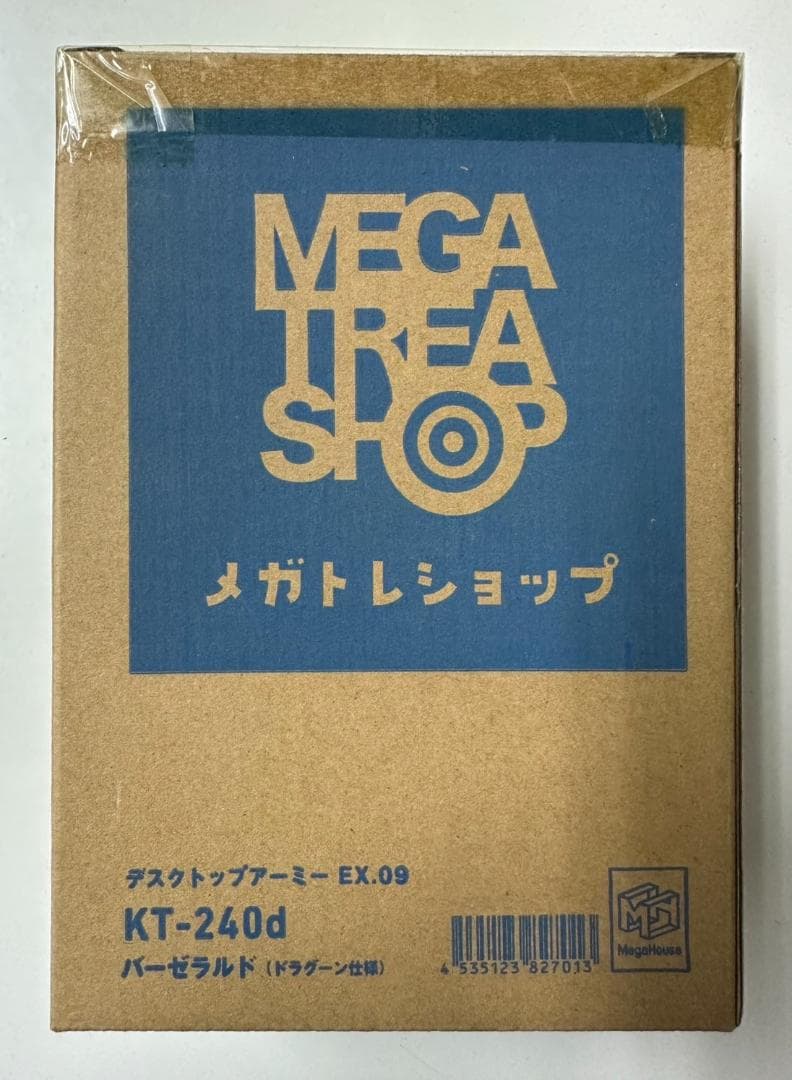 MEGA
TREA
SHOP
メガトレショップ
デスクトップアーミー EX.09
KT-240d
バーゼラルド（ドラグーン仕様）
4 535123 827013
MegaHouse